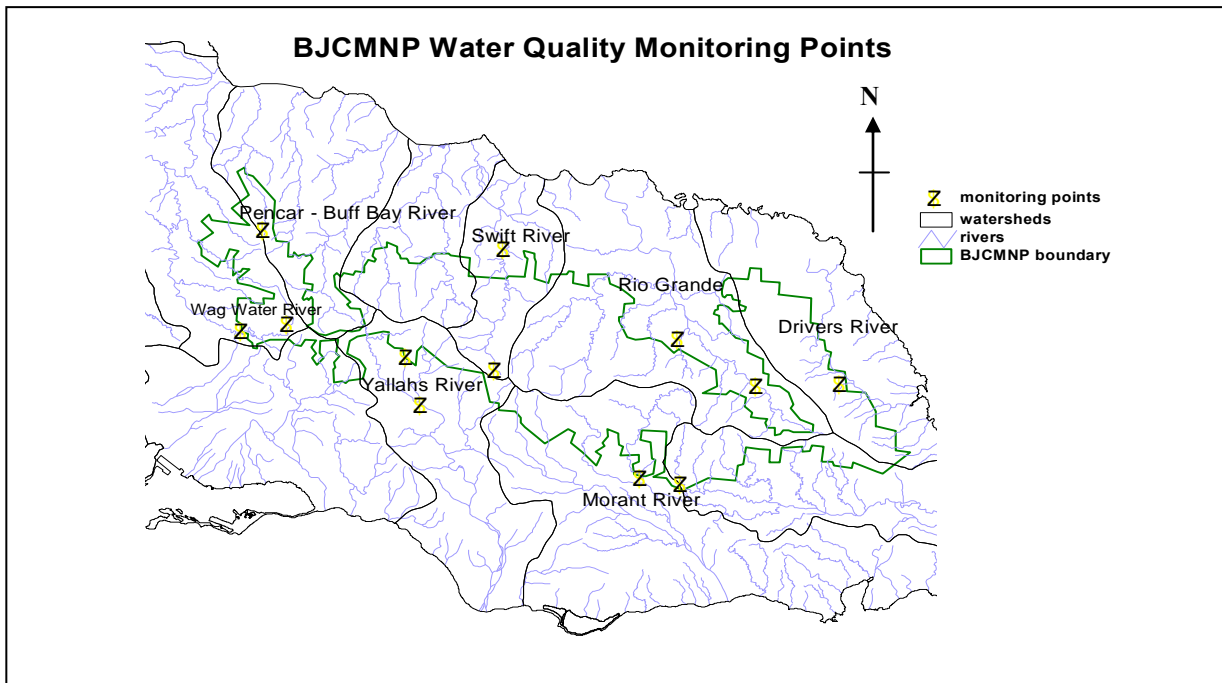 BJCMNP Water Quality Monitoring Points
N
Z monitoring points
watersheds
rivers
BJCMNP boundary
Pencar - Buff Bay River
Z
Swift River
Z
Rio Grande
Wag Water River
Z
Z
Drivers River
Z
Z
Z
Yallahs River
Z
Z
Z
Z
Morant River
Z